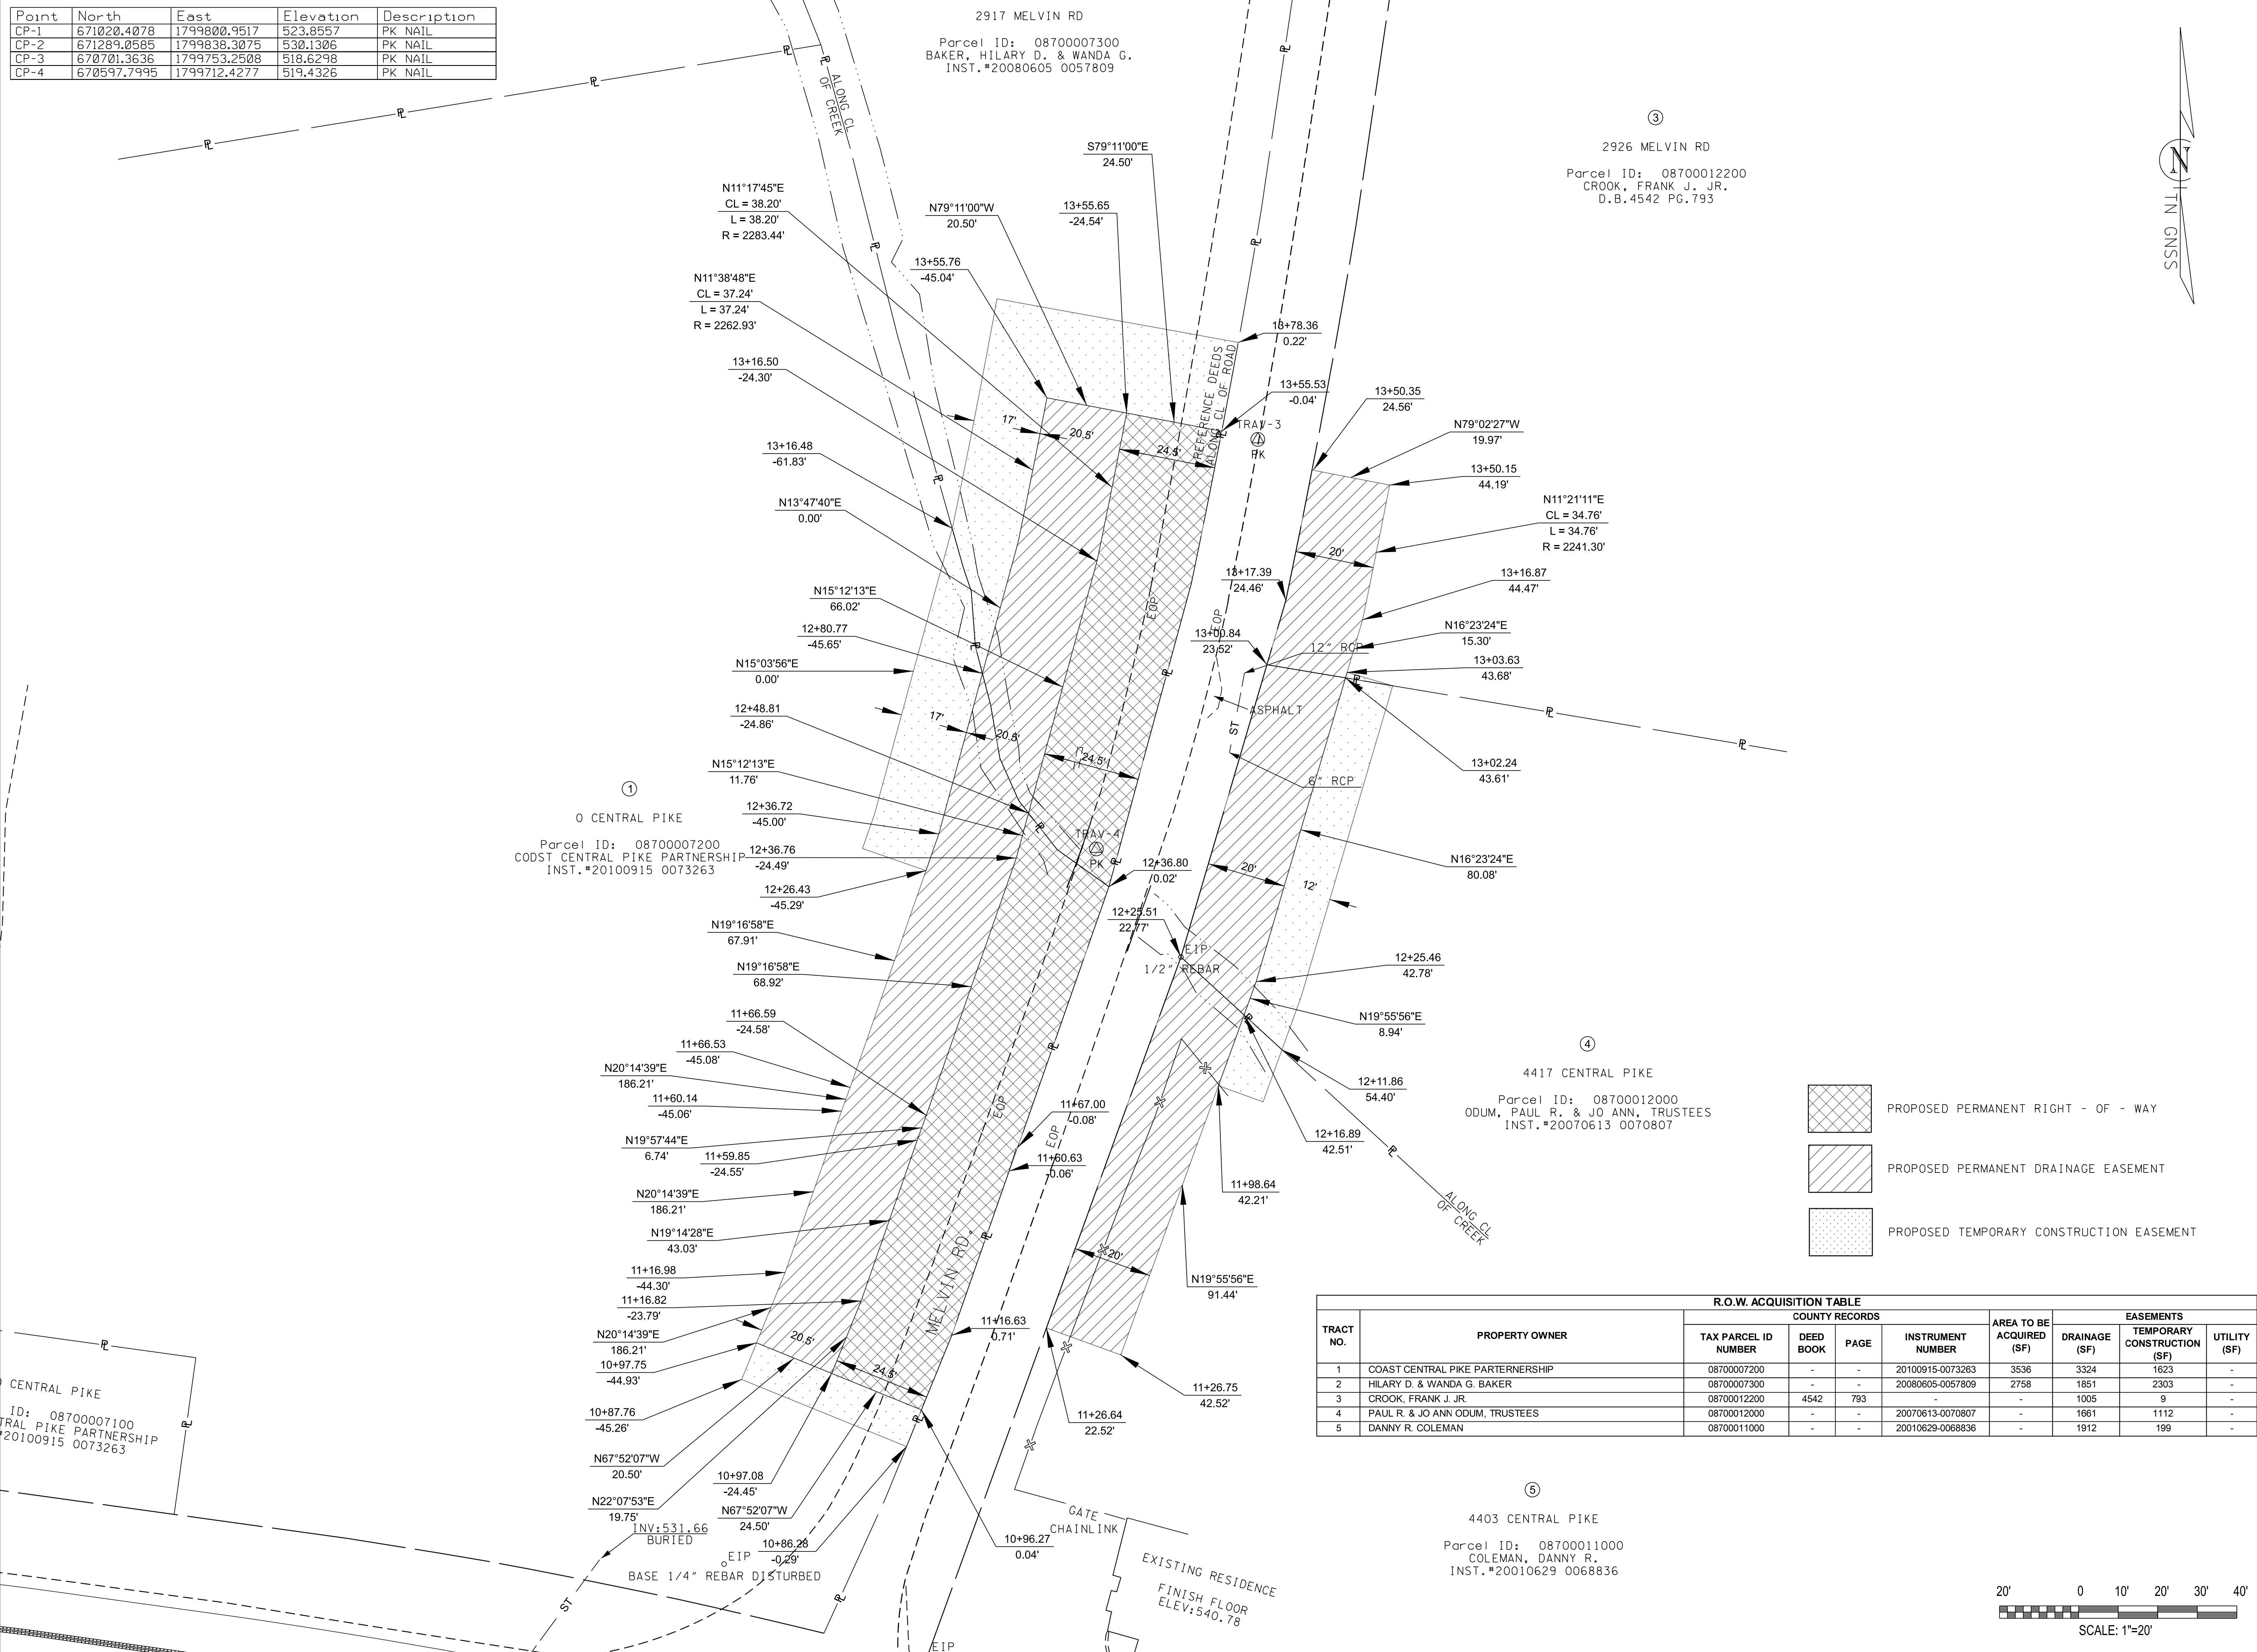 Point North East Elevation Description
CP-1 671020.4078 1799800.9517 523.8557 PK NAIL
CP-2 671289.0585 1799838.3075 530.1306 PK NAIL
CP-3 670701.3636 1799753.2508 518.6298 PK NAIL
CP-4 670597.7995 1799712.4277 519.4326 PK NAIL
2917 MELVIN RD
Parcel ID: 08700007300
BAKER, HILARY D. & WANDA G.
INST.#20080605 0057809
3
2926 MELVIN RD
Parcel ID: 08700012200
CROOK, FRANK J. JR.
D.B.4542 PG.793
N
TN GNSS
ALONG CL
OF CREEK
S79°11'00"E
24.50'
N11°17'45"E
CL = 38.20'
L = 38.20'
R = 2283.44'
N79°11'00"W
20.50'
13+55.65
-24.54'
13+55.76
-45.04'
N11°38'48"E
CL = 37.24'
L = 37.24'
R = 2262.93'
13+16.50
-24.30'
13+16.48
-61.83'
N13°47'40"E
0.00'
N15°12'13"E
66.02'
12+80.77
-45.65'
N15°03'56"E
0.00'
12+48.81
-24.86'
N15°12'13"E
11.76'
12+36.72
-45.00'
12+36.76
-24.49'
12+26.43
-45.29'
N19°16'58"E
67.91'
N19°16'58"E
68.92'
11+66.59
-24.58'
11+66.53
-45.08'
N20°14'39"E
186.21'
11+60.14
-45.06'
N19°57'44"E
6.74'
11+59.85
-24.55'
N20°14'39"E
186.21'
N19°14'28"E
43.03'
11+16.98
-44.30'
11+16.82
-23.79'
N20°14'39"E
186.21'
10+97.75
-44.93'
10+87.76
-45.26'
N67°52'07"W
20.50'
N22°07'53"E
19.75'
10+97.08
-24.45'
N67°52'07"W
24.50'
10+86.28
-0.29'
10+96.27
0.04'
13+78.36
0.22'
REFERENCE DEEDS
ALONG CL OF ROAD
13+55.53
-0.04'
TRAV-3
PK
13+50.35
24.56'
N79°02'27"W
19.97'
13+50.15
44.19'
N11°21'11"E
CL = 34.76'
L = 34.76'
R = 2241.30'
13+17.39
24.46'
13+16.87
44.47'
N16°23'24"E
15.30'
13+00.84
23.52'
12" RCP
13+03.63
43.68'
13+02.24
43.61'
ASPHALT
6" RCP
ST
N16°23'24"E
80.08'
TRAV-4
PK
12+36.80
0.02'
12+25.51
22.77'
EIP
1/2" REBAR
12+25.46
42.78'
N19°55'56"E
8.94'
12+11.86
54.40'
12+16.89
42.51'
11+98.64
42.21'
N19°55'56"E
91.44'
11+67.00
-0.08'
11+60.63
-0.06'
11+16.63
0.71'
11+26.75
42.52'
11+26.64
22.52'
17'
20.5'
24.5'
17'
20.5'
24.5'
20'
20'
12'
20'
20.5'
24.5'
EOP
EOP
EOP
EOP
MELVIN RD.
ALONG CL
OF CREEK
1
0 CENTRAL PIKE
Parcel ID: 08700007200
CODST CENTRAL PIKE PARTNERSHIP
INST.#20100915 0073263
4
4417 CENTRAL PIKE
Parcel ID: 08700012000
ODUM, PAUL R. & JO ANN, TRUSTEES
INST.#20070613 0070807
PROPOSED PERMANENT RIGHT - OF - WAY
PROPOSED PERMANENT DRAINAGE EASEMENT
PROPOSED TEMPORARY CONSTRUCTION EASEMENT
R.O.W. ACQUISITION TABLE
TRACT NO. PROPERTY OWNER COUNTY RECORDS AREA TO BE ACQUIRED (SF) EASEMENTS
TAX PARCEL ID NUMBER DEED BOOK PAGE INSTRUMENT NUMBER DRAINAGE (SF) TEMPORARY CONSTRUCTION (SF) UTILITY (SF)
1 COAST CENTRAL PIKE PARTERNERSHIP 08700007200 - - 20100915-0073263 3536 3324 1623 -
2 HILARY D. & WANDA G. BAKER 08700007300 - - 20080605-0057809 2758 1851 2303 -
3 CROOK, FRANK J. JR. 08700012200 4542 793 - - 1005 9 -
4 PAUL R. & JO ANN ODUM, TRUSTEES 08700012000 - - 20070613-0070807 - 1661 1112 -
5 DANNY R. COLEMAN 08700011000 - - 20010629-0068836 - 1912 199 -
5
4403 CENTRAL PIKE
Parcel ID: 08700011000
COLEMAN, DANNY R.
INST.#20010629 0068836
CENTRAL PIKE
ID: 08700007100
TRAL PIKE PARTNERSHIP
#20100915 0073263
INV:531.66
BURIED
ST
EIP
BASE 1/4" REBAR DISTURBED
GATE
CHAINLINK
EXISTING RESIDENCE
FINISH FLOOR
ELEV:540.78
EIP
20' 0 10' 20' 30' 40'
SCALE: 1"=20'